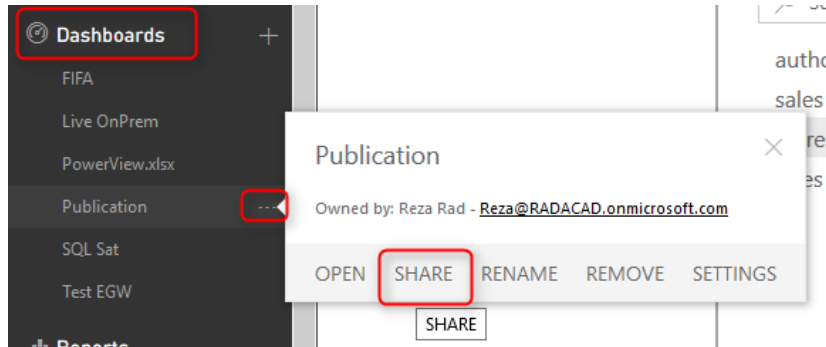 Dashboards +
FIFA
Live OnPrem
PowerView.xlsx
Publication
SQL Sat
Test EGW
Reports
Publication
Owned by: Reza Rad - Reza@RADACAD.onmicrosoft.com
OPEN SHARE RENAME REMOVE SETTINGS
SHARE
sales